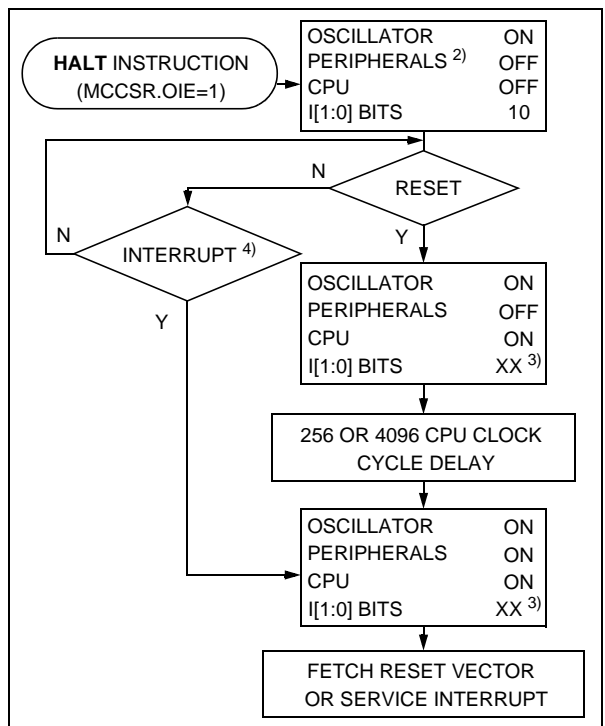 HALT INSTRUCTION
(MCCSR.OIE=1)
OSCILLATOR ON
PERIPHERALS 2) OFF
CPU OFF
I[1:0] BITS 10
N
RESET
N
INTERRUPT 4)
Y
Y
OSCILLATOR ON
PERIPHERALS OFF
CPU ON
I[1:0] BITS XX 3)
256 OR 4096 CPU CLOCK
CYCLE DELAY
OSCILLATOR ON
PERIPHERALS ON
CPU ON
I[1:0] BITS XX 3)
FETCH RESET VECTOR
OR SERVICE INTERRUPT